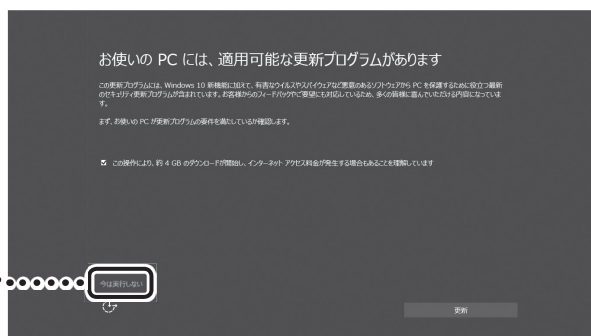 お使いの PC には、適用可能な更新プログラムがあります
この更新プログラムには、Windows 10 新機能に加えて、有害なウイルスやスパイウェアなど悪意のあるソフトウェアから PC を保護するために役立つ最新
のセキュリティ更新プログラムが含まれています。お客様からのフィードバックやご要望にも対応しているため、多くの皆様に喜んでいただける内容になっていま
す。
まず、お使いの PC が更新プログラムの要件を満たしているか確認します。
この操作により、約 4 GB のダウンロードが開始し、インターネット アクセス料金が発生する場合もあることを理解しています
今は実行しない
更新